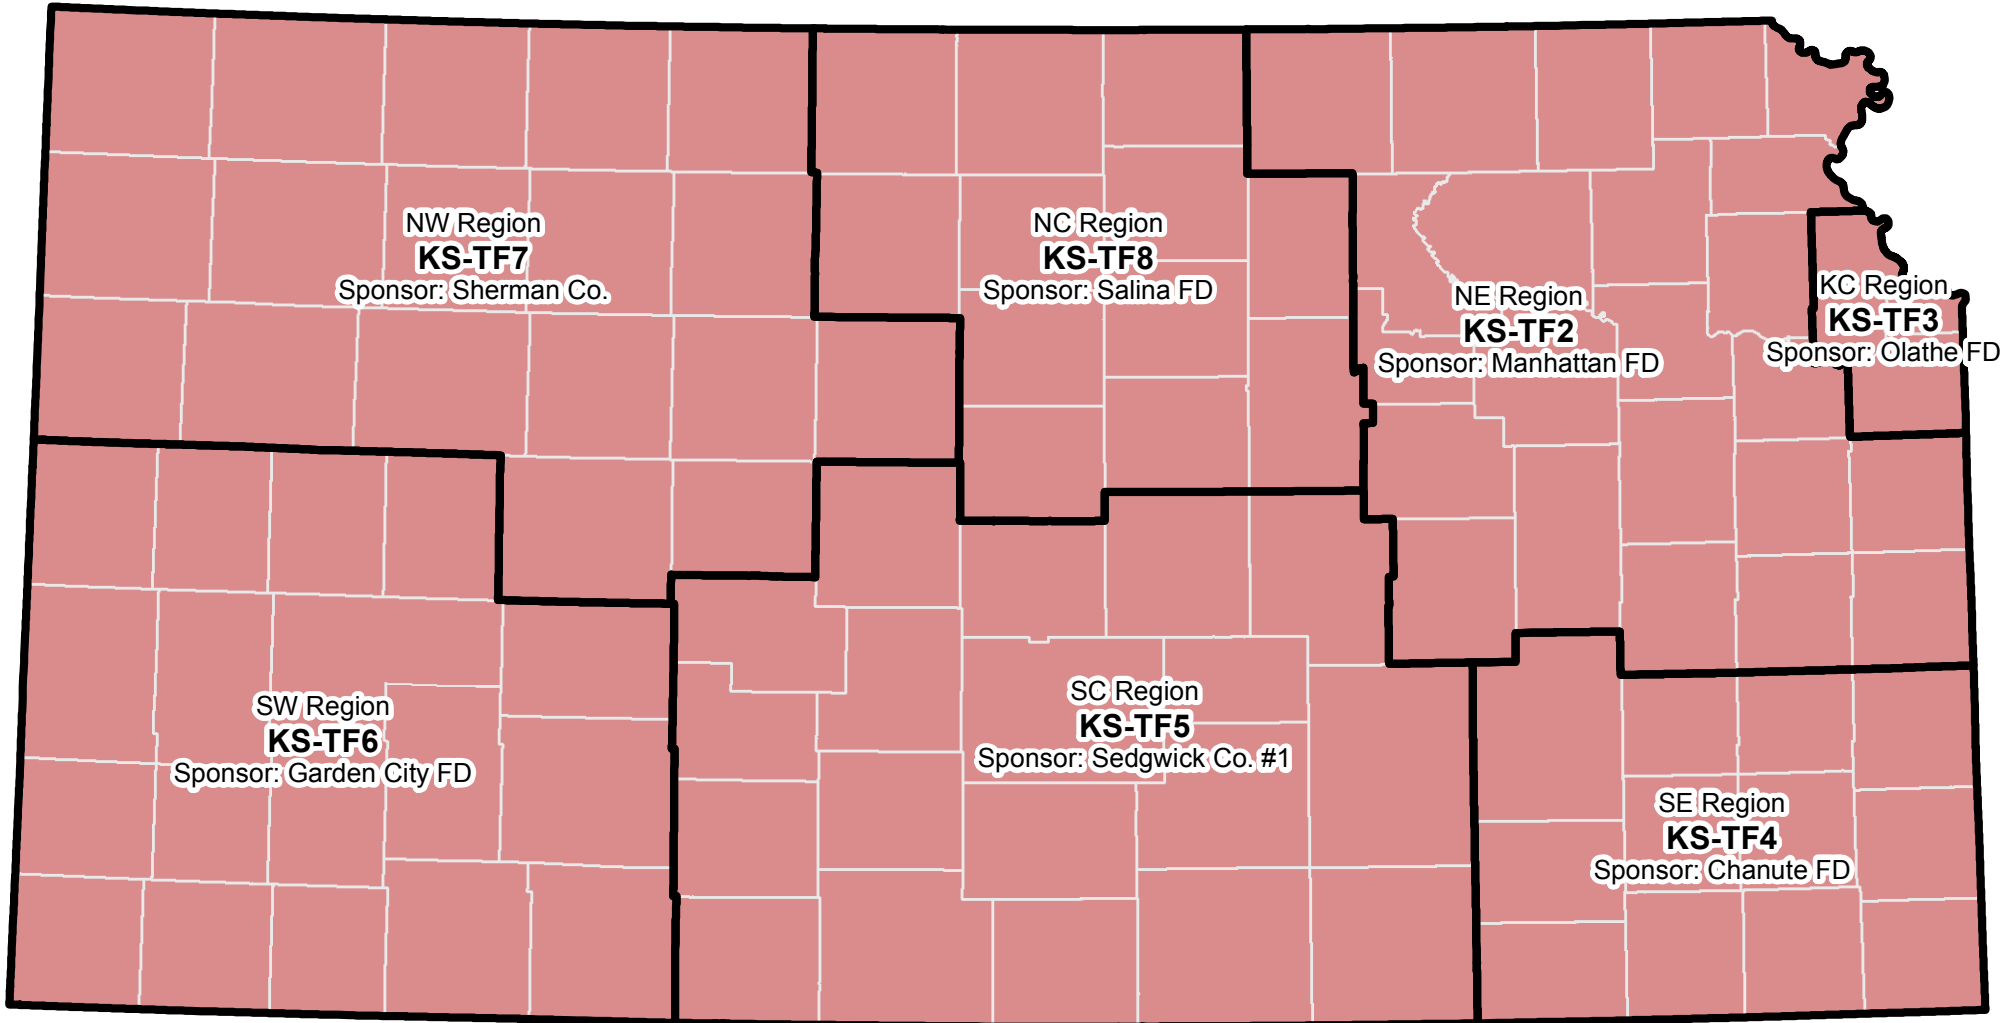 NW Region
KS-TF7
Sponsor: Sherman Co.
NC Region
KS-TF8
Sponsor: Salina FD
NE Region
KS-TF2
Sponsor: Manhattan FD
KC Region
KS-TF3
Sponsor: Olathe FD
SW Region
KS-TF6
Sponsor: Garden City FD
SC Region
KS-TF5
Sponsor: Sedgwick Co. #1
SE Region
KS-TF4
Sponsor: Chanute FD